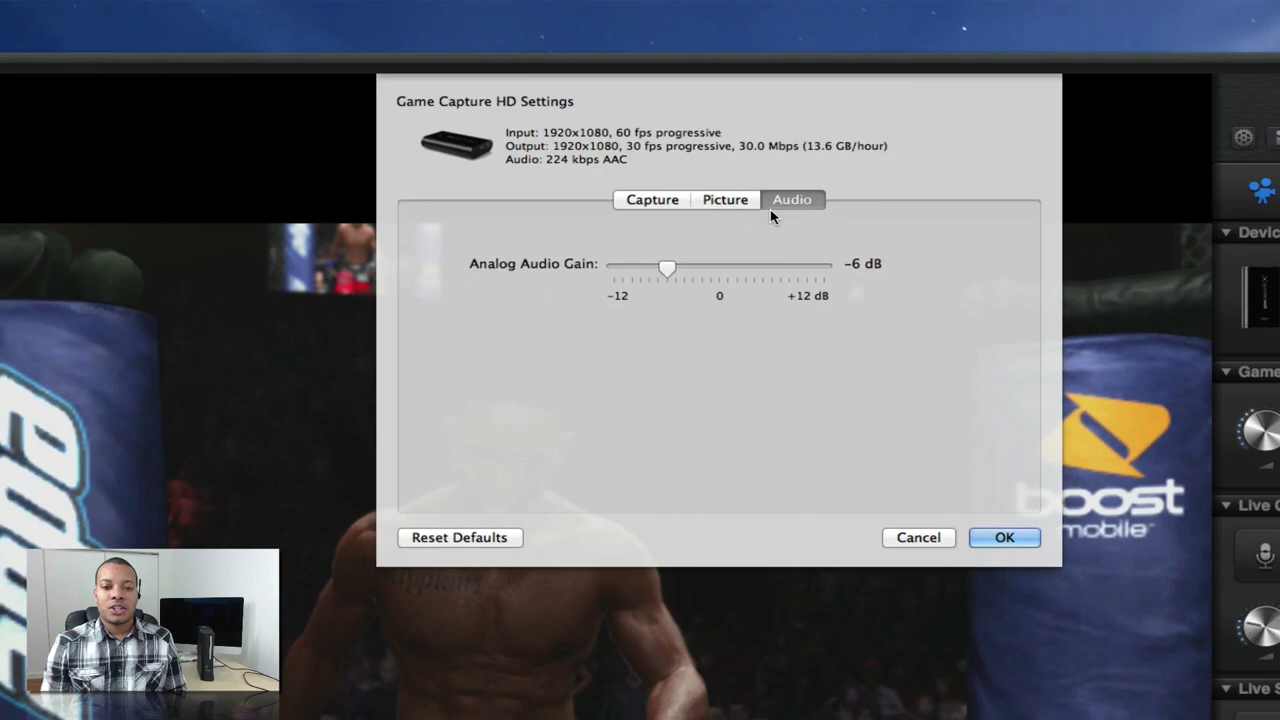 Game Capture HD Settings
Input: 1920x1080, 60 fps progressive
Output: 1920x1080, 30 fps progressive, 30.0 Mbps (13.6 GB/hour)
Audio: 224 kbps AAC
Capture Picture Audio
Devic
Analog Audio Gain: -6 dB
-12 0 +12 dB
Game
boost
mobile
Live
Reset Defaults Cancel OK
Live S